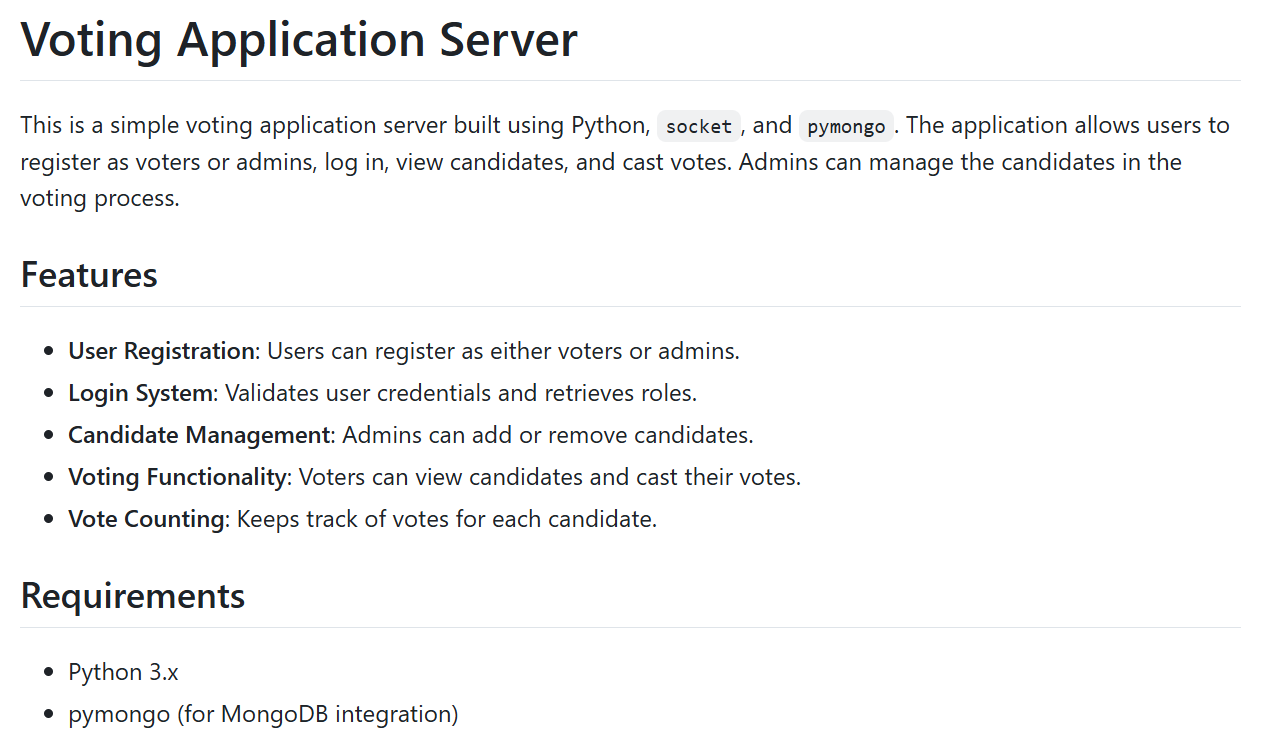 Voting Application Server
This is a simple voting application server built using Python, socket, and pymongo. The application allows users to
register as voters or admins, log in, view candidates, and cast votes. Admins can manage the candidates in the
voting process.
Features
• User Registration: Users can register as either voters or admins.
• Login System: Validates user credentials and retrieves roles.
• Candidate Management: Admins can add or remove candidates.
• Voting Functionality: Voters can view candidates and cast their votes.
• Vote Counting: Keeps track of votes for each candidate.
Requirements
• Python 3.x
• pymongo (for MongoDB integration)